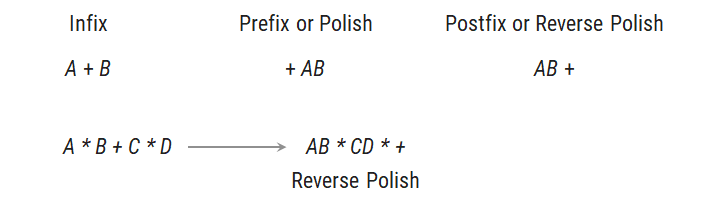 Infix Prefix or Polish Postfix or Reverse Polish
A + B + AB AB +
A * B + C * D AB * CD * +
Reverse Polish